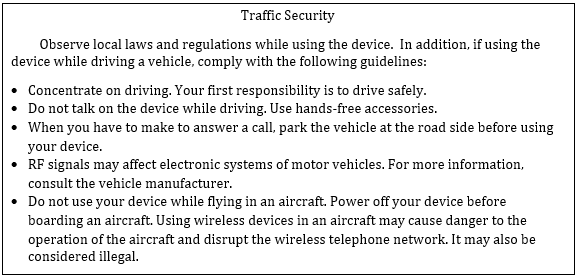 Traffic Security
Observe local laws and regulations while using the device.  In addition, if using the
device while driving a vehicle, comply with the following guidelines:
• Concentrate on driving. Your first responsibility is to drive safely.
• Do not talk on the device while driving. Use hands-free accessories.
• When you have to make to answer a call, park the vehicle at the road side before using
your device.
• RF signals may affect electronic systems of motor vehicles. For more information,
consult the vehicle manufacturer.
• Do not use your device while flying in an aircraft. Power off your device before
boarding an aircraft. Using wireless devices in an aircraft may cause danger to the
operation of the aircraft and disrupt the wireless telephone network. It may also be
considered illegal.